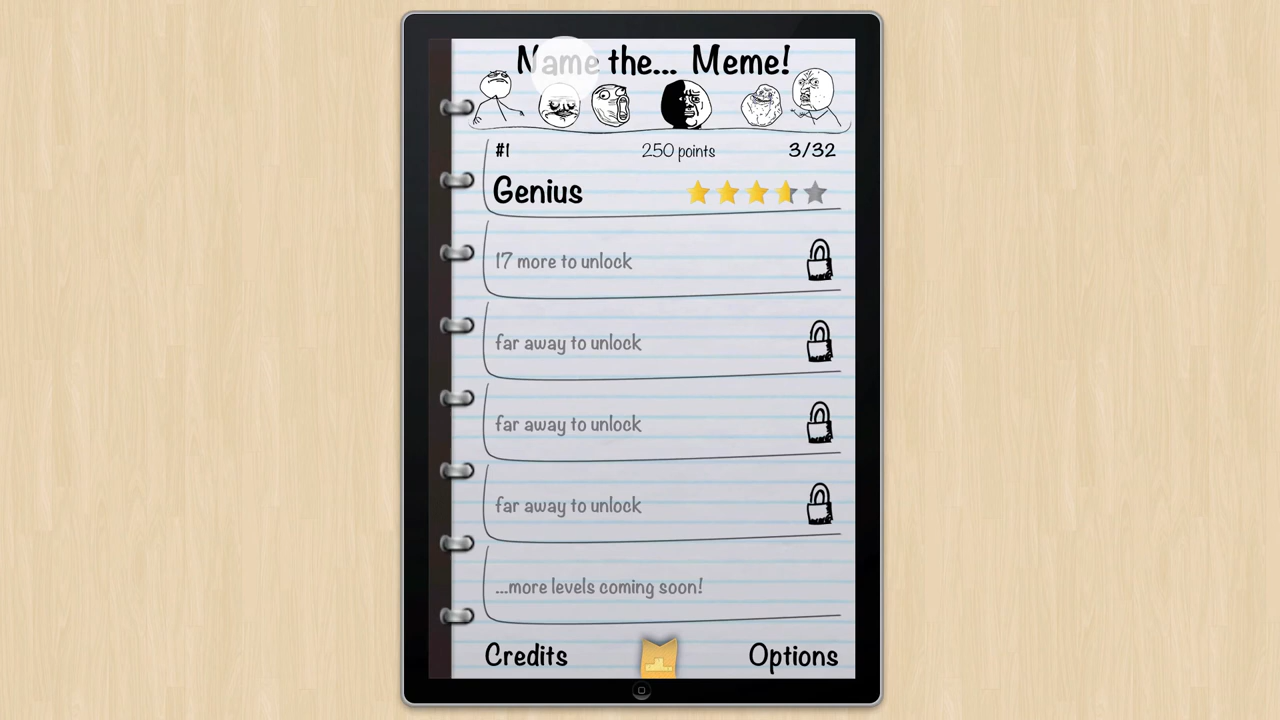 Name the... Meme!
#1 250 points 3/32
Genius
17 more to unlock
far away to unlock
far away to unlock
far away to unlock
...more levels coming soon!
Credits Options